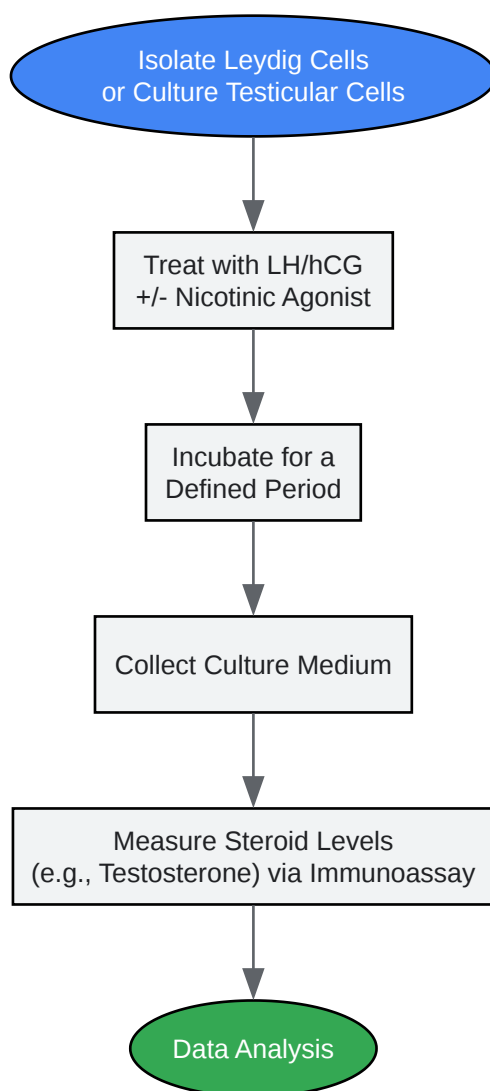 Isolate Leydig Cells
or Culture Testicular Cells
Treat with LH/hCG
+/- Nicotinic Agonist
Incubate for a
Defined Period
Collect Culture Medium
Measure Steroid Levels
(e.g., Testosterone) via Immunoassay
Data Analysis